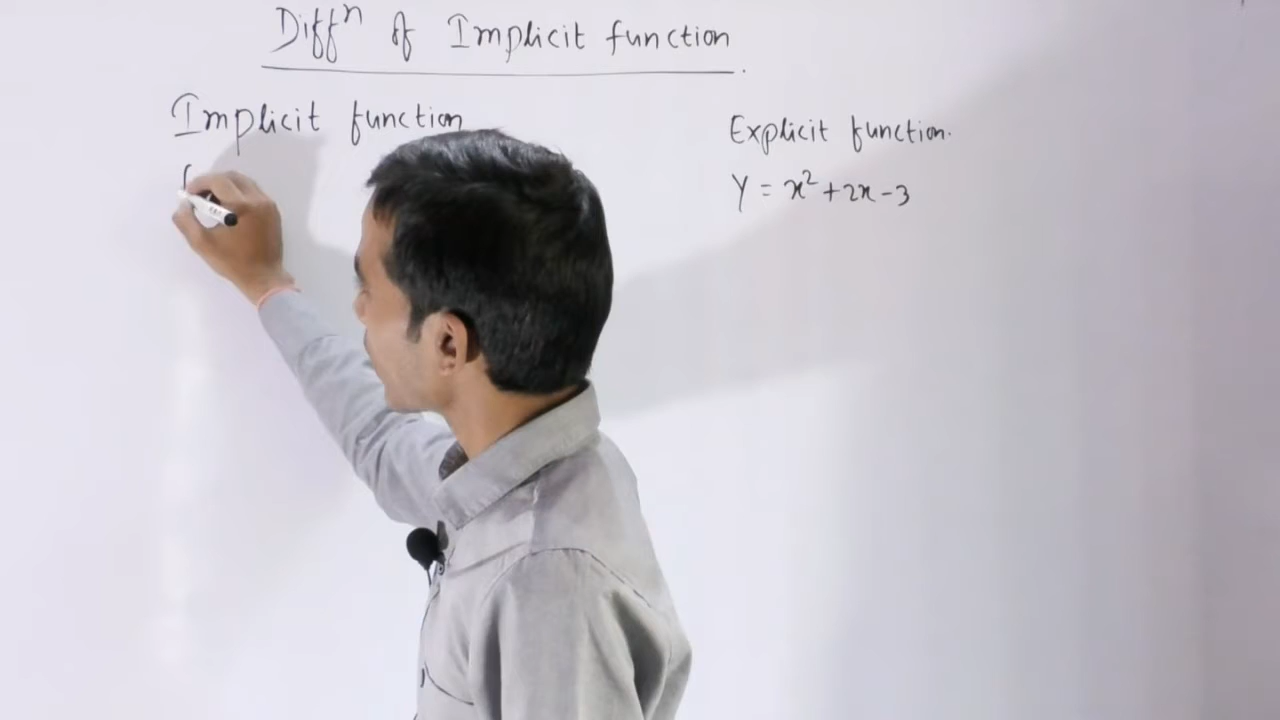 Diffⁿ of Implicit function
Implicit function
Explicit function.
y = x² + 2x - 3